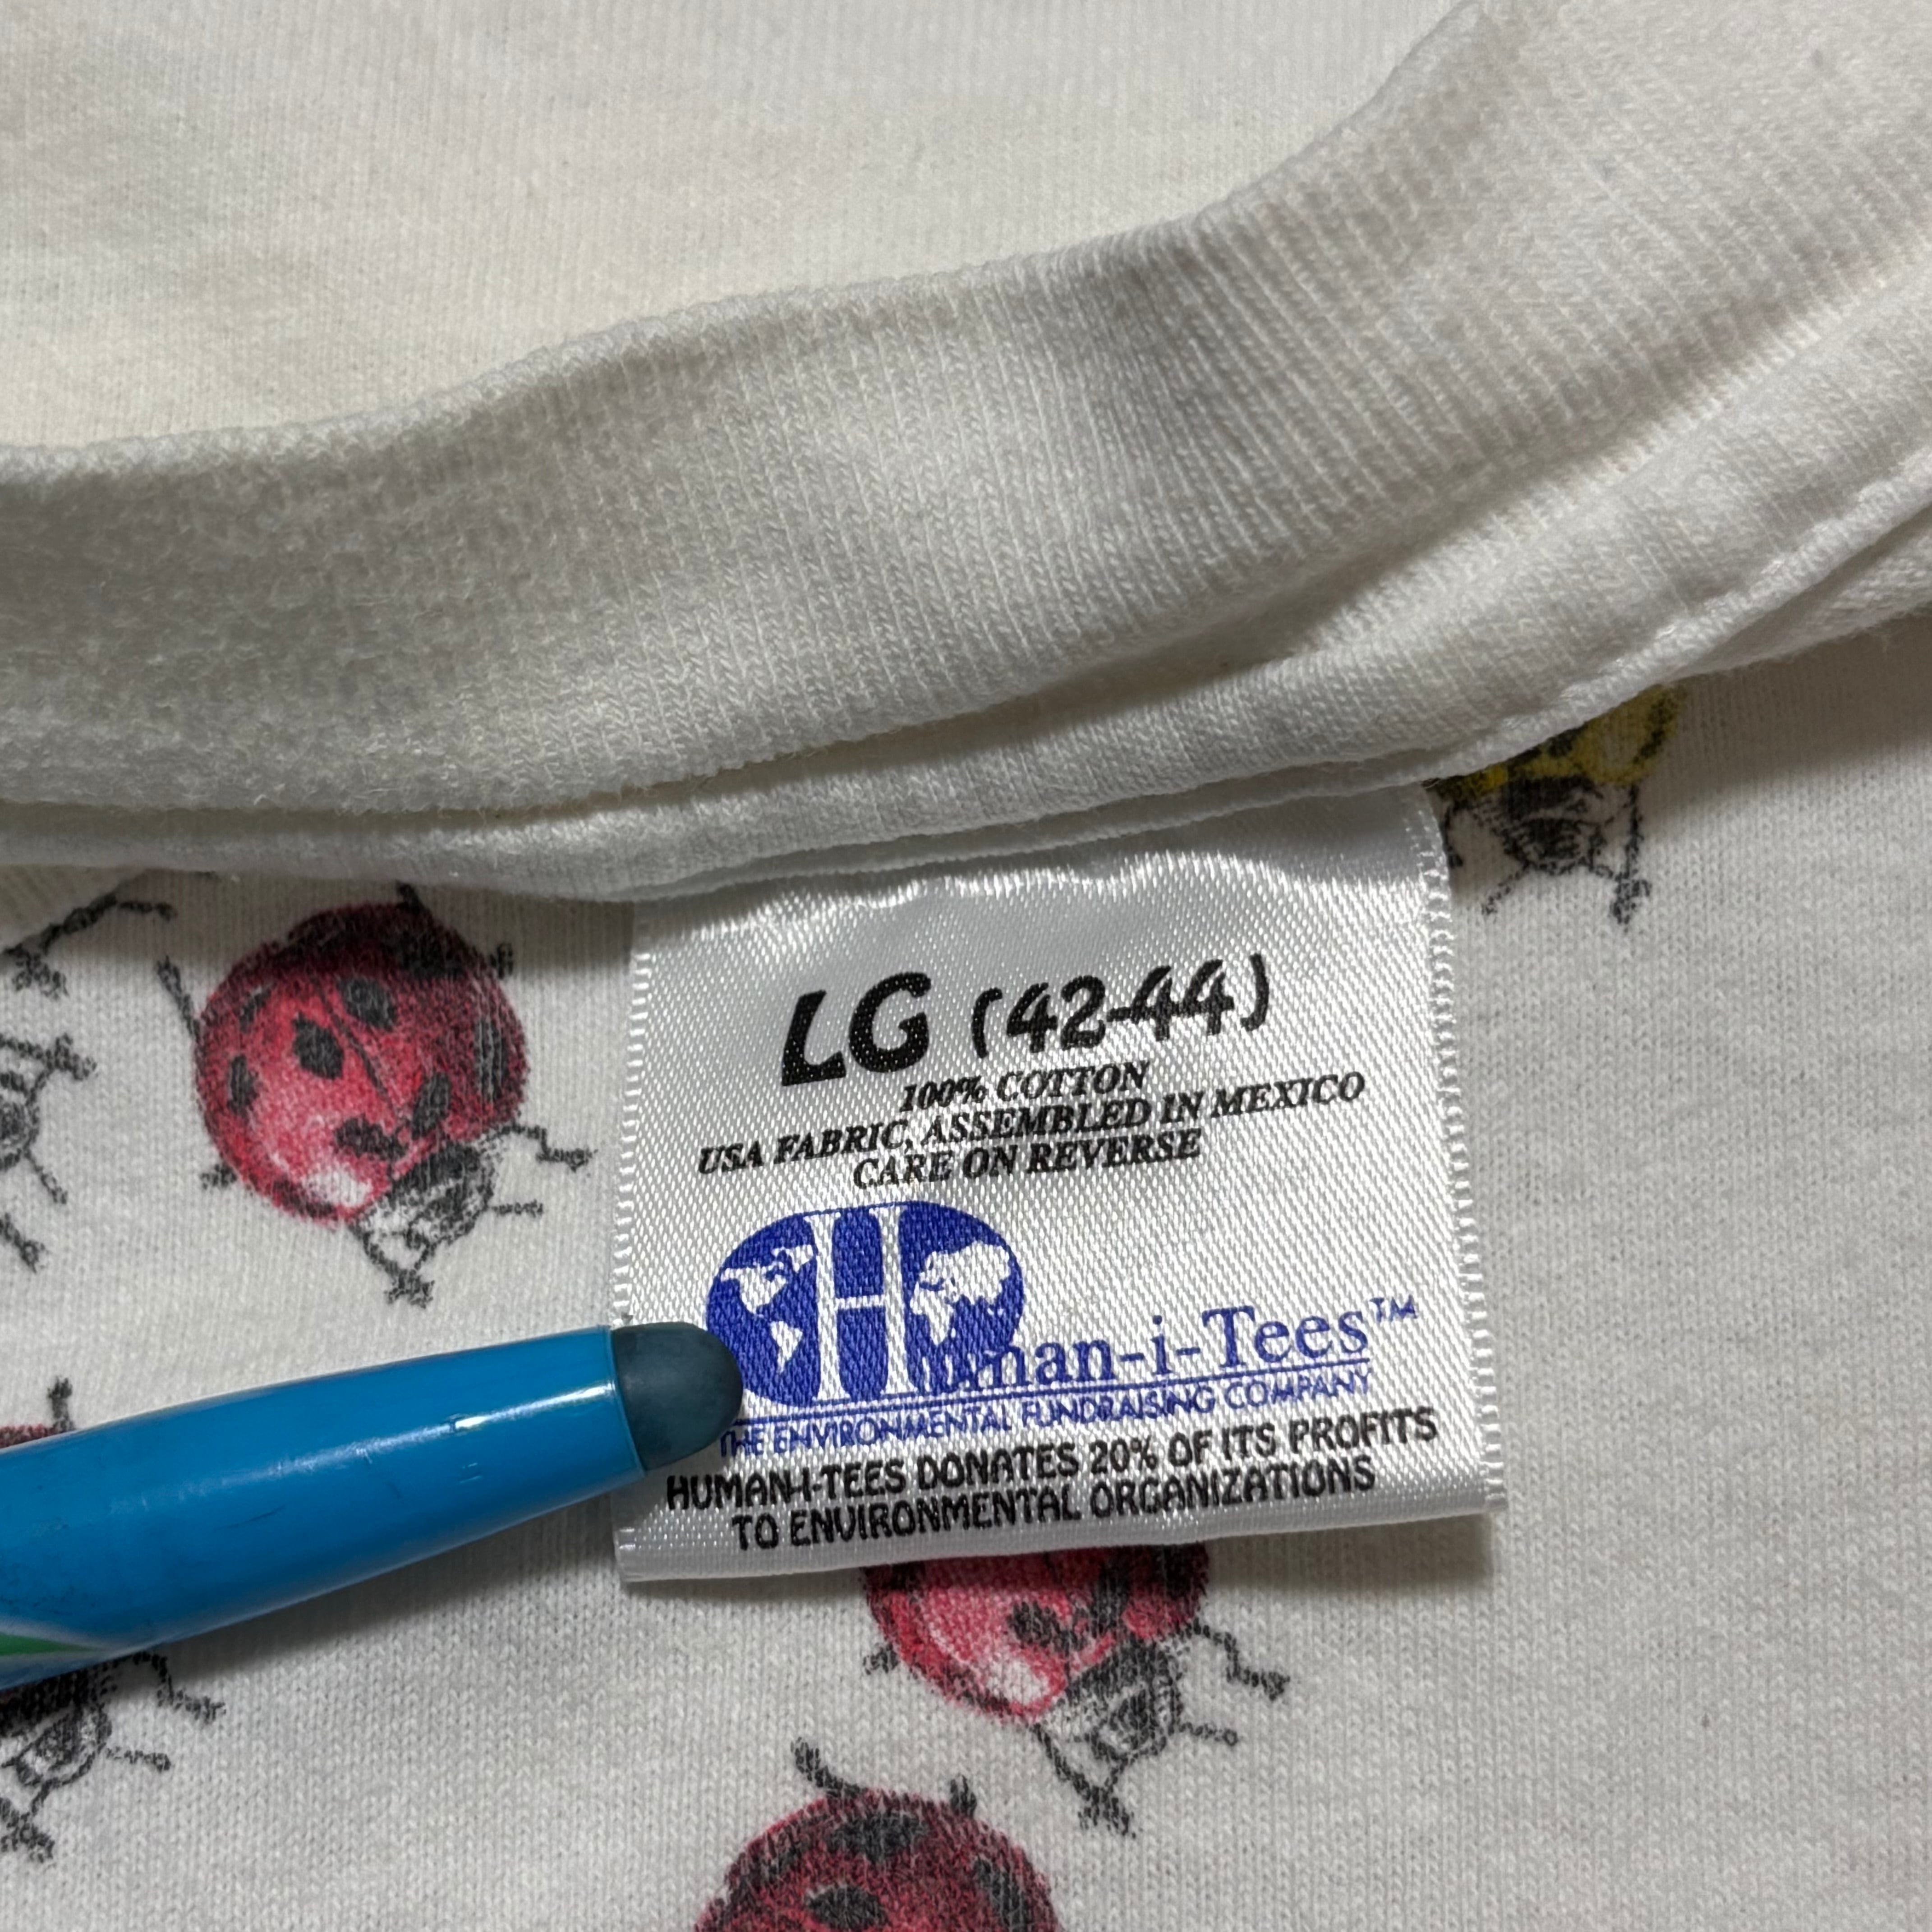 LG (42-44)
100% COTTON
USA FABRIC, ASSEMBLED IN MEXICO
CARE ON REVERSE
Human-i-Tees™
THE ENVIRONMENTAL FUNDRAISING COMPANY
HUMAN-I-TEES DONATES 20% OF ITS PROFITS
TO ENVIRONMENTAL ORGANIZATIONS